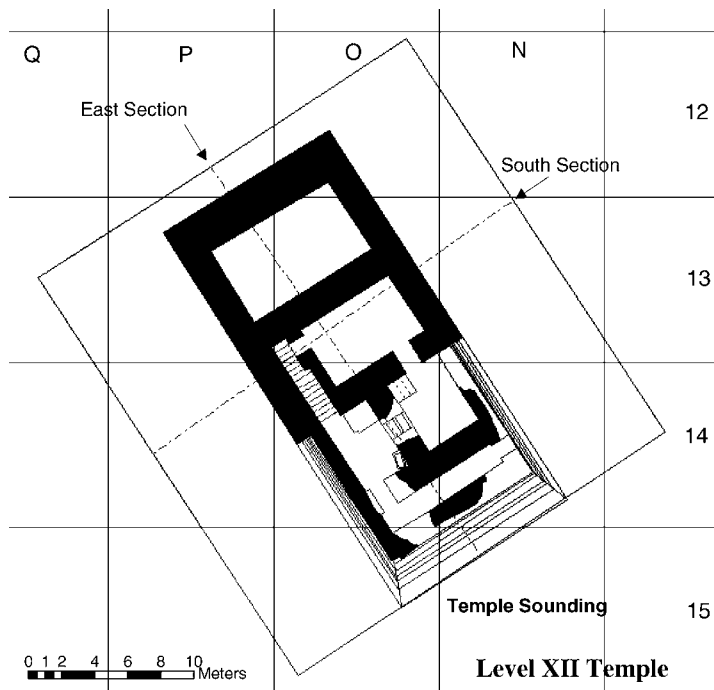 Q P O N
East Section
12
South Section
13
14
Temple Sounding
15
0 1 2 4 6 8 10
Meters
Level XII Temple